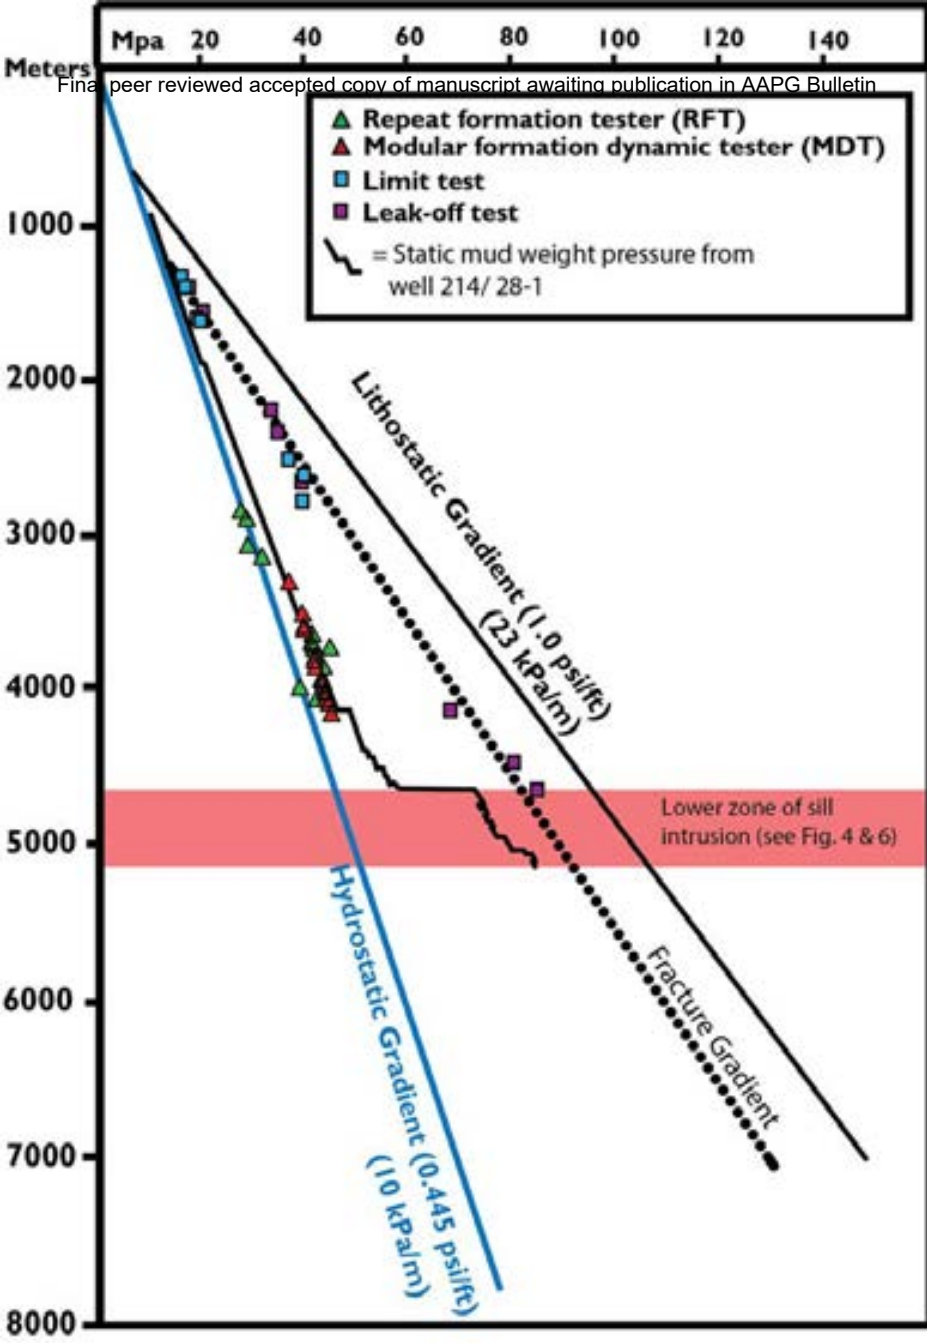 Mpa 20 40 60 80 100 120 140
Meters
Final peer reviewed accepted copy of manuscript awaiting publication in AAPG Bulletin
Repeat formation tester (RFT)
Modular formation dynamic tester (MDT)
Limit test
Leak-off test
= Static mud weight pressure from
well 214/ 28-1
1000
2000
3000
4000
5000
6000
7000
8000
Lithostatic Gradient (1.0 psi/ft)
(23 kPa/m)
Lower zone of sill
intrusion (see Fig. 4 & 6)
Fracture Gradient
Hydrostatic Gradient (0.445 psi/ft)
(10 kPa/m)